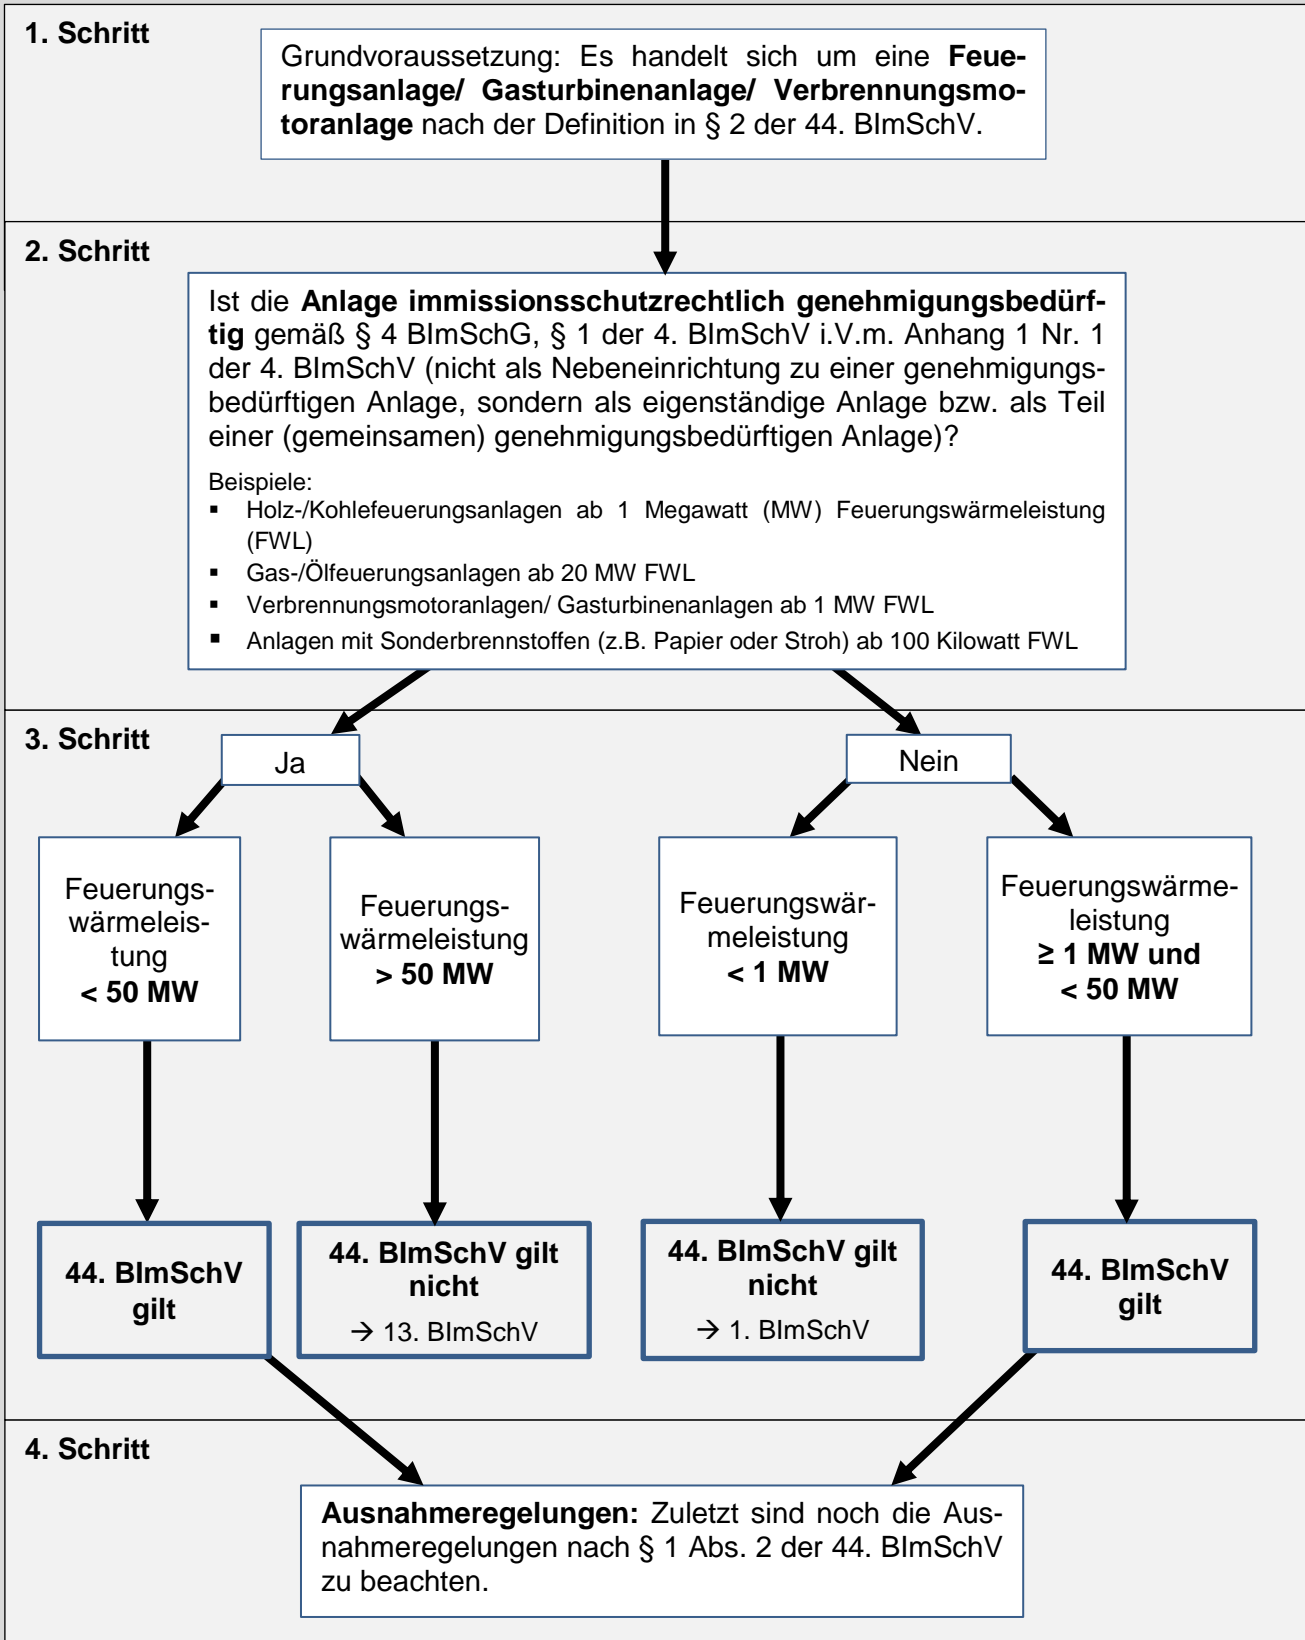 1. Schritt
Grundvoraussetzung: Es handelt sich um eine Feue-
rungsanlage/ Gasturbinenanlage/ Verbrennungsmo-
toranlage nach der Definition in § 2 der 44. BImSchV.
2. Schritt
Ist die Anlage immissionsschutzrechtlich genehmigungsbedürf-
tig gemäß § 4 BImSchG, § 1 der 4. BImSchV i.V.m. Anhang 1 Nr. 1
der 4. BImSchV (nicht als Nebeneinrichtung zu einer genehmigungs-
bedürftigen Anlage, sondern als eigenständige Anlage bzw. als Teil
einer (gemeinsamen) genehmigungsbedürftigen Anlage)?
Beispiele:
▪ Holz-/Kohlefeuerungsanlagen ab 1 Megawatt (MW) Feuerungswärmeleistung
(FWL)
▪ Gas-/Ölfeuerungsanlagen ab 20 MW FWL
▪ Verbrennungsmotoranlagen/ Gasturbinenanlagen ab 1 MW FWL
▪ Anlagen mit Sonderbrennstoffen (z.B. Papier oder Stroh) ab 100 Kilowatt FWL
3. Schritt
Ja
Nein
Feuerungs-
wärmeleis-
tung
< 50 MW
Feuerungs-
wärmeleistung
> 50 MW
Feuerungswär-
meleistung
< 1 MW
Feuerungswärme-
leistung
≥ 1 MW und
< 50 MW
44. BImSchV
gilt
44. BImSchV gilt
nicht
→ 13. BImSchV
44. BImSchV gilt
nicht
→ 1. BImSchV
44. BImSchV
gilt
4. Schritt
Ausnahmeregelungen: Zuletzt sind noch die Aus-
nahmeregelungen nach § 1 Abs. 2 der 44. BImSchV
zu beachten.